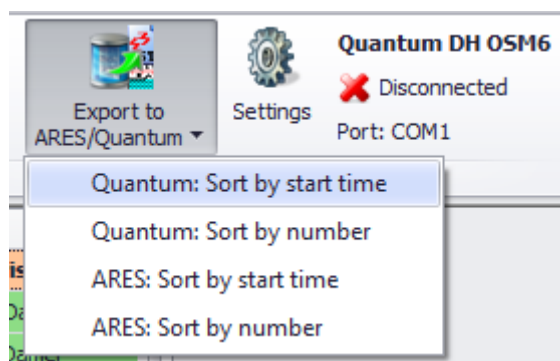 Export to
ARES/Quantum
Settings
Quantum DH OSM6
Disconnected
Port: COM1
Quantum: Sort by start time
Quantum: Sort by number
ARES: Sort by start time
ARES: Sort by number